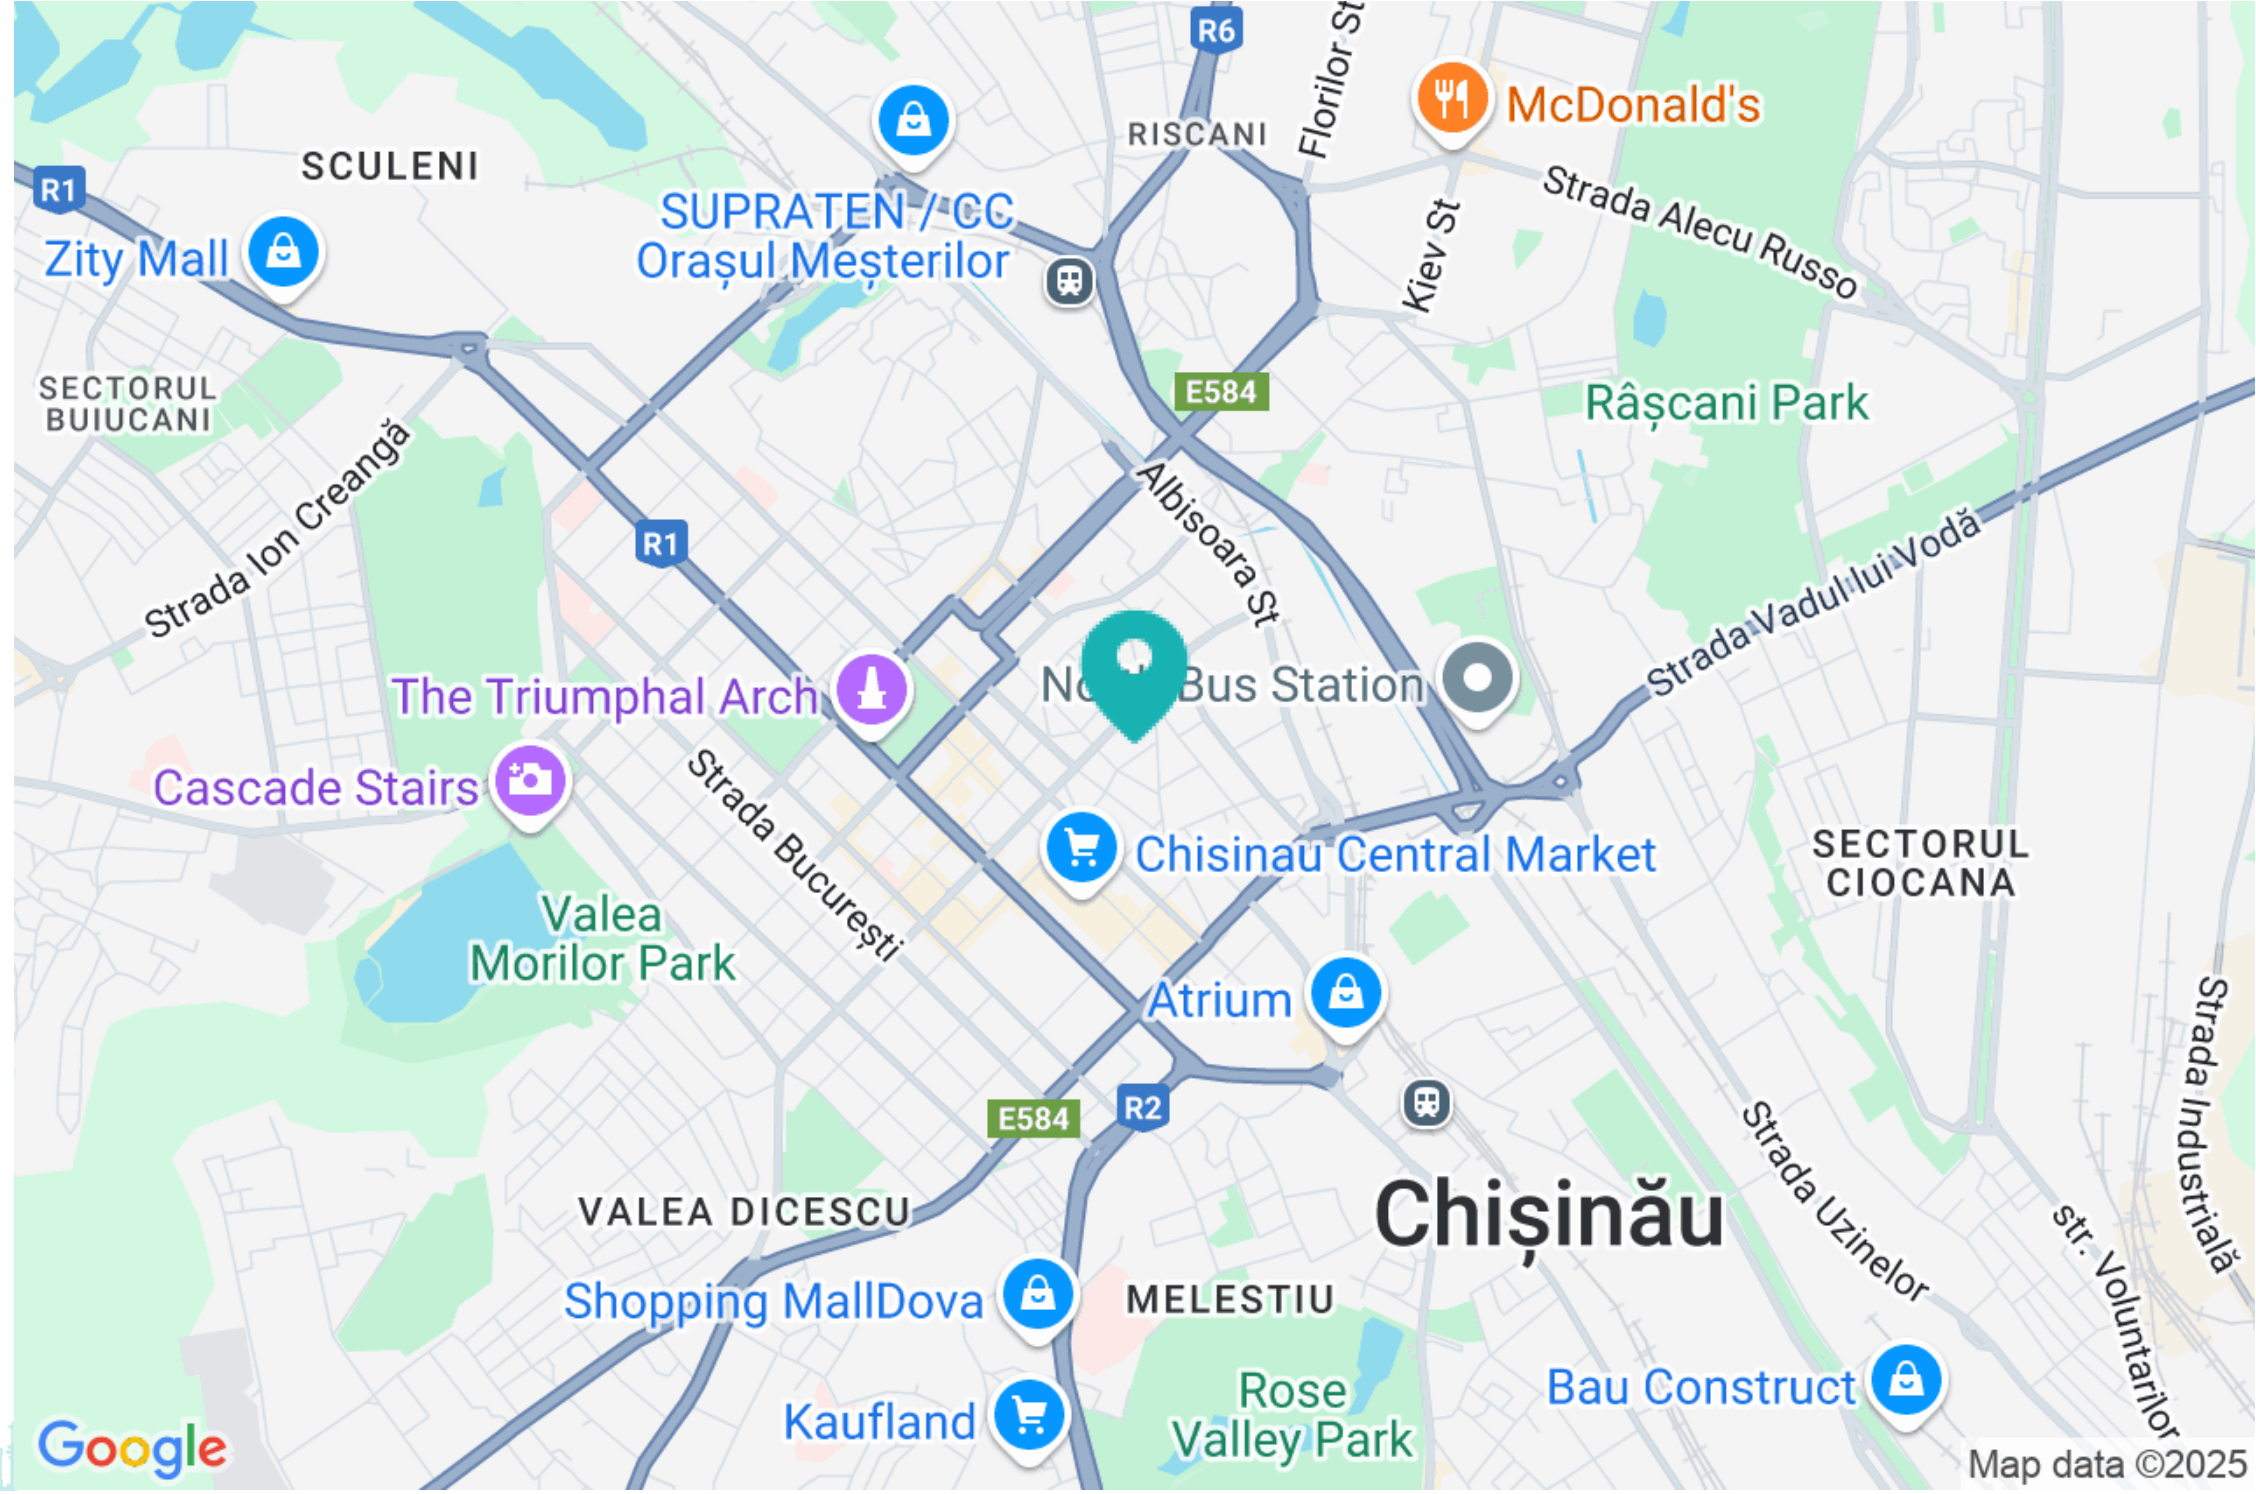 R6
Florilor St
McDonald's
RISCANI
SCULENI
R1
SUPRATEN / CC
Orașul Meșterilor
Zity Mall
Strada Alecu Russo
Kiev St
SECTORUL
BUIUCANI
E584
Râșcani Park
Strada Ion Creangă
Albisoara St
R1
Strada Vadul lui Vodă
The Triumphal Arch
Bus Station
Cascade Stairs
Strada București
Chisinau Central Market
SECTORUL
CIOCANA
Valea
Morilor Park
Atrium
Strada Industrială
E584
R2
Strada Uzinelor
VALEA DICESCU
Chișinău
str. Voluntarilor
Shopping MallDova
MELESTIU
Bau Construct
Rose
Valley Park
Kaufland
Google
Map data ©2025